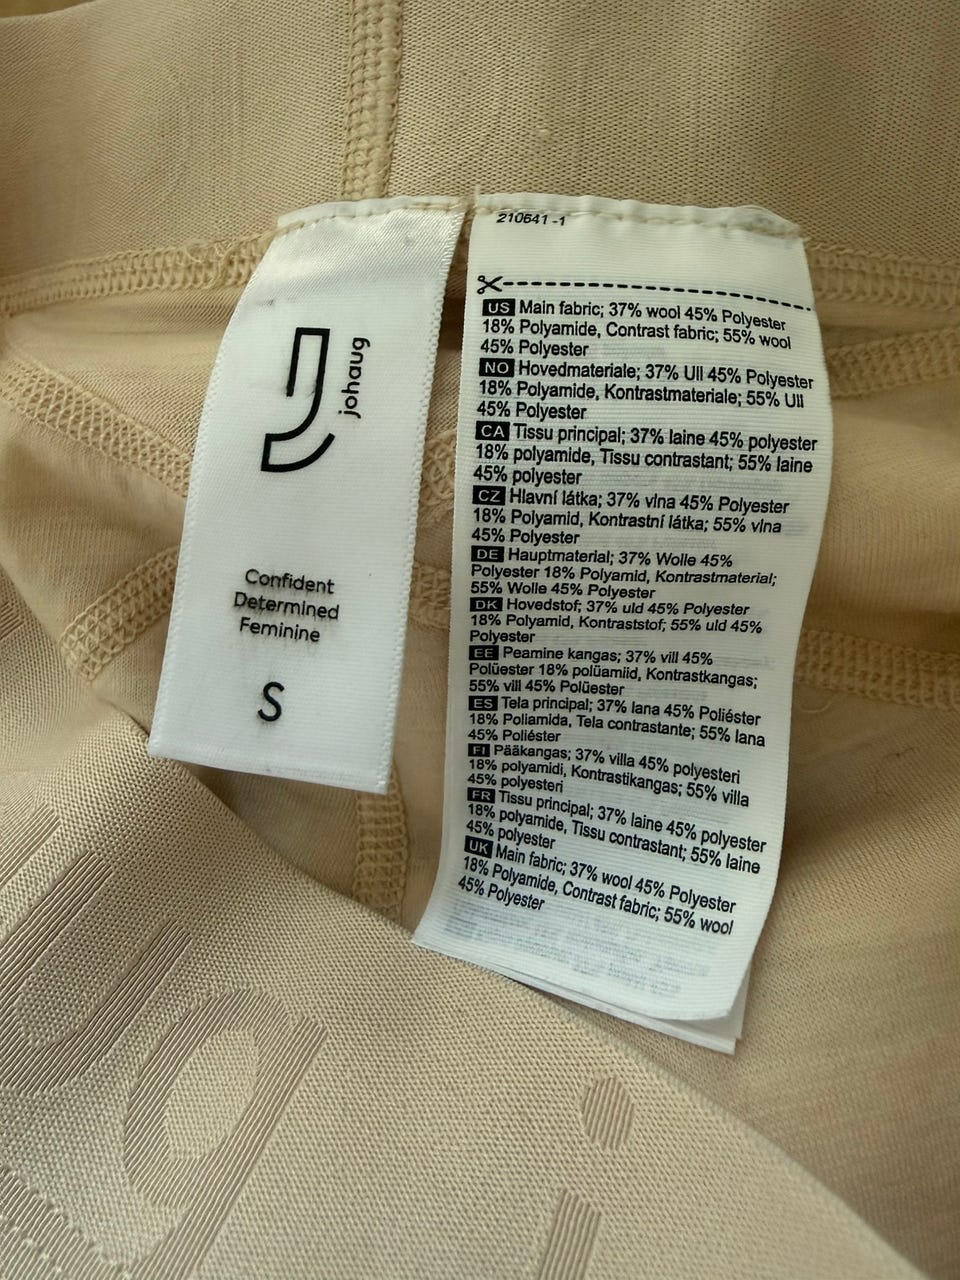 johaug
Confident
Determined
Feminine
S
210641 -1
US Main fabric; 37% wool 45% Polyester
18% Polyamide, Contrast fabric; 55% wool
45% Polyester
NO Hovedmateriale; 37% Ull 45% Polyester
18% Polyamide, Kontrastmateriale; 55% Ull
45% Polyester
CA Tissu principal; 37% laine 45% polyester
18% polyamide, Tissu contrastant; 55% laine
45% polyester
CZ Hlavní látka; 37% vlna 45% Polyester
18% Polyamid, Kontrastní látka; 55% vlna
45% Polyester
DE Hauptmaterial; 37% Wolle 45%
Polyester 18% Polyamid, Kontrastmaterial;
55% Wolle 45% Polyester
DK Hovedstof; 37% uld 45% Polyester
18% Polyamid, Kontraststof; 55% uld 45%
Polyester
EE Peamine kangas; 37% vill 45%
Polüester 18% polüamiid, Kontrastkangas;
55% vill 45% Polüester
ES Tela principal; 37% lana 45% Poliéster
18% Poliamida, Tela contrastante; 55% lana
45% Poliéster
FI Pääkangas; 37% villa 45% polyesteri
18% polyamidi, Kontrastikangas; 55% villa
45% polyesteri
FR Tissu principal; 37% laine 45% polyester
18% polyamide, Tissu contrastant; 55% laine
45% polyester
UK Main fabric; 37% wool 45% Polyester
18% Polyamide, Contrast fabric; 55% wool
45% Polyester